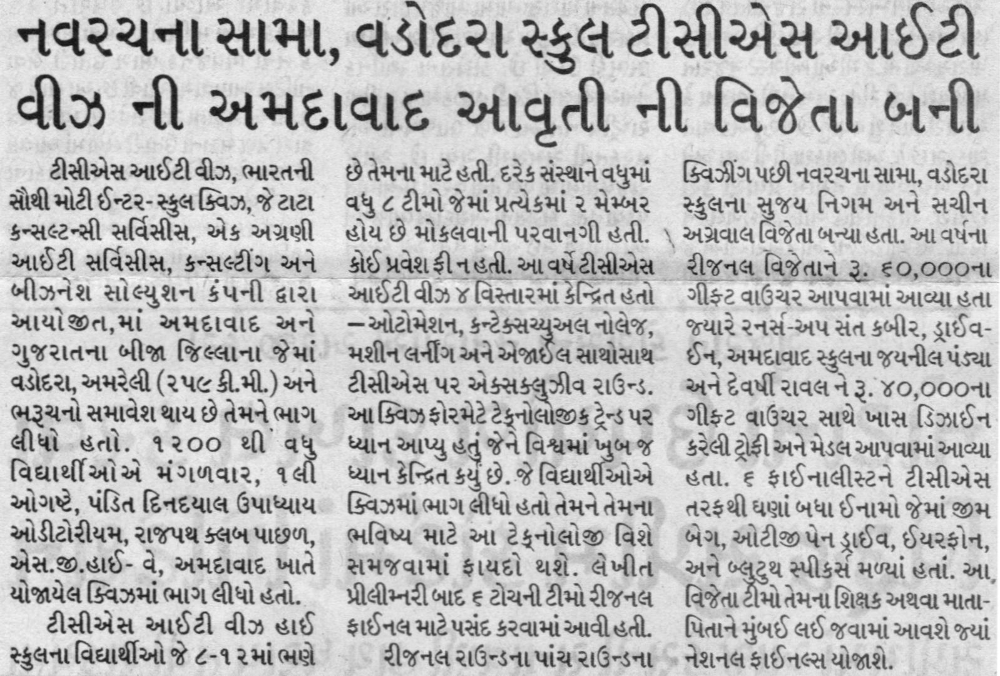 નવરચના સામા, વડોદરા સ્કુલ ટીસીએસ આઈટી
વીઝ ની અમદાવાદ આવૃતી ની વિજેતા બની
ટીસીએસ આઈટી વીઝ, ભારતની
સૌથી મોટી ઈન્ટર- સ્કુલ ક્વિઝ, જે ટાટા
કન્સલ્ટન્સી સર્વિસીસ, એક અગ્રણી
આઈટી સર્વિસીસ, કન્સલ્ટીંગ અને
બીઝનેશ સોલ્યુશન કંપની દ્વારા
આયોજીત,માં અમદાવાદ અને
ગુજરાતના બીજા જિલ્લાના જેમાં
વડોદરા, અમરેલી (૨૫૯ કી.મી.) અને
ભરૂચનો સમાવેશ થાય છે તેમને ભાગ
લીધો હતો. ૧૨૦૦ થી વધુ
વિદ્યાર્થીઓએ મંગળવાર, ૧લી
ઓગષ્ટે, પંડિત દિનદયાલ ઉપાધ્યાય
ઓડીટોરીયમ, રાજપથ ક્લબ પાછળ,
એસ.જી.હાઈ- વે, અમદાવાદ ખાતે
યોજાયેલ ક્વિઝમાં ભાગ લીધો હતો.
ટીસીએસ આઈટી વીઝ હાઈ
સ્કુલના વિદ્યાર્થીઓ જે ૮-૧૨માં ભણે
છે તેમના માટે હતી. દરેક સંસ્થાને વધુમાં
વધુ ૮ ટીમો જેમાં પ્રત્યેકમાં ૨ મેમ્બર
હોય છે મોકલવાની પરવાનગી હતી.
કોઈ પ્રવેશ ફી ન હતી. આ વર્ષે ટીસીએસ
આઈટી વીઝ ૪ વિસ્તારમાં કેન્દ્રિત હતો
–ઓટોમેશન, કન્ટેક્સચ્યુઅલ નોલેજ,
મશીન લર્નીંગ અને એજાઈલ સાથોસાથ
ટીસીએસ પર એક્સક્લુઝીવ રાઉન્ડ.
આ ક્વિઝ ફોરમેટે ટેક્નોલોજીક ટ્રેન્ડ પર
ધ્યાન આપ્યુ હતું જેને વિશ્વમાં ખુબ જ
ધ્યાન કેન્દ્રિત કર્યું છે. જે વિદ્યાર્થીઓએ
ક્વિઝમાં ભાગ લીધો હતો તેમને તેમના
ભવિષ્ય માટે આ ટેક્નોલોજી વિશે
સમજવામાં ફાયદો થશે. લેખીત
પ્રીલીમ્નરી બાદ ૬ ટોચની ટીમો રીજનલ
ફાઈનલ માટે પસંદ કરવામાં આવી હતી.
રીજનલ રાઉન્ડના પાંચ રાઉન્ડના
ક્વિઝીંગ પછી નવરચના સામા, વડોદરા
સ્કુલના સુજય નિગમ અને સચીન
અગ્રવાલ વિજેતા બન્યા હતા. આ વર્ષના
રીજનલ વિજેતાને રૂ. ૬૦,૦૦૦ના
ગીફ્ટ વાઉચર આપવામાં આવ્યા હતા
જ્યારે રનર્સ-અપ સંત કબીર, ડ્રાઈવ-
ઈન, અમદાવાદ સ્કુલના જયનીલ પંડ્યા
અને દેવર્ષી રાવલ ને રૂ. ૪૦,૦૦૦ના
ગીફ્ટ વાઉચર સાથે ખાસ ડિઝાઈન
કરેલી ટ્રોફી અને મેડલ આપવામાં આવ્યા
હતા. ૬ ફાઈનાલીસ્ટને ટીસીએસ
તરફથી ઘણાં બધા ઈનામો જેમાં જીમ
બેગ, ઓટીજી પેન ડ્રાઈવ, ઈયરફોન,
અને બ્લુટુથ સ્પીકર્સ મળ્યાં હતાં. આ
વિજેતા ટીમો તેમના શિક્ષક અથવા માતા-
પિતાને મુંબઈ લઈ જવામાં આવશે જ્યાં
નેશનલ ફાઈનલ્સ યોજાશે.